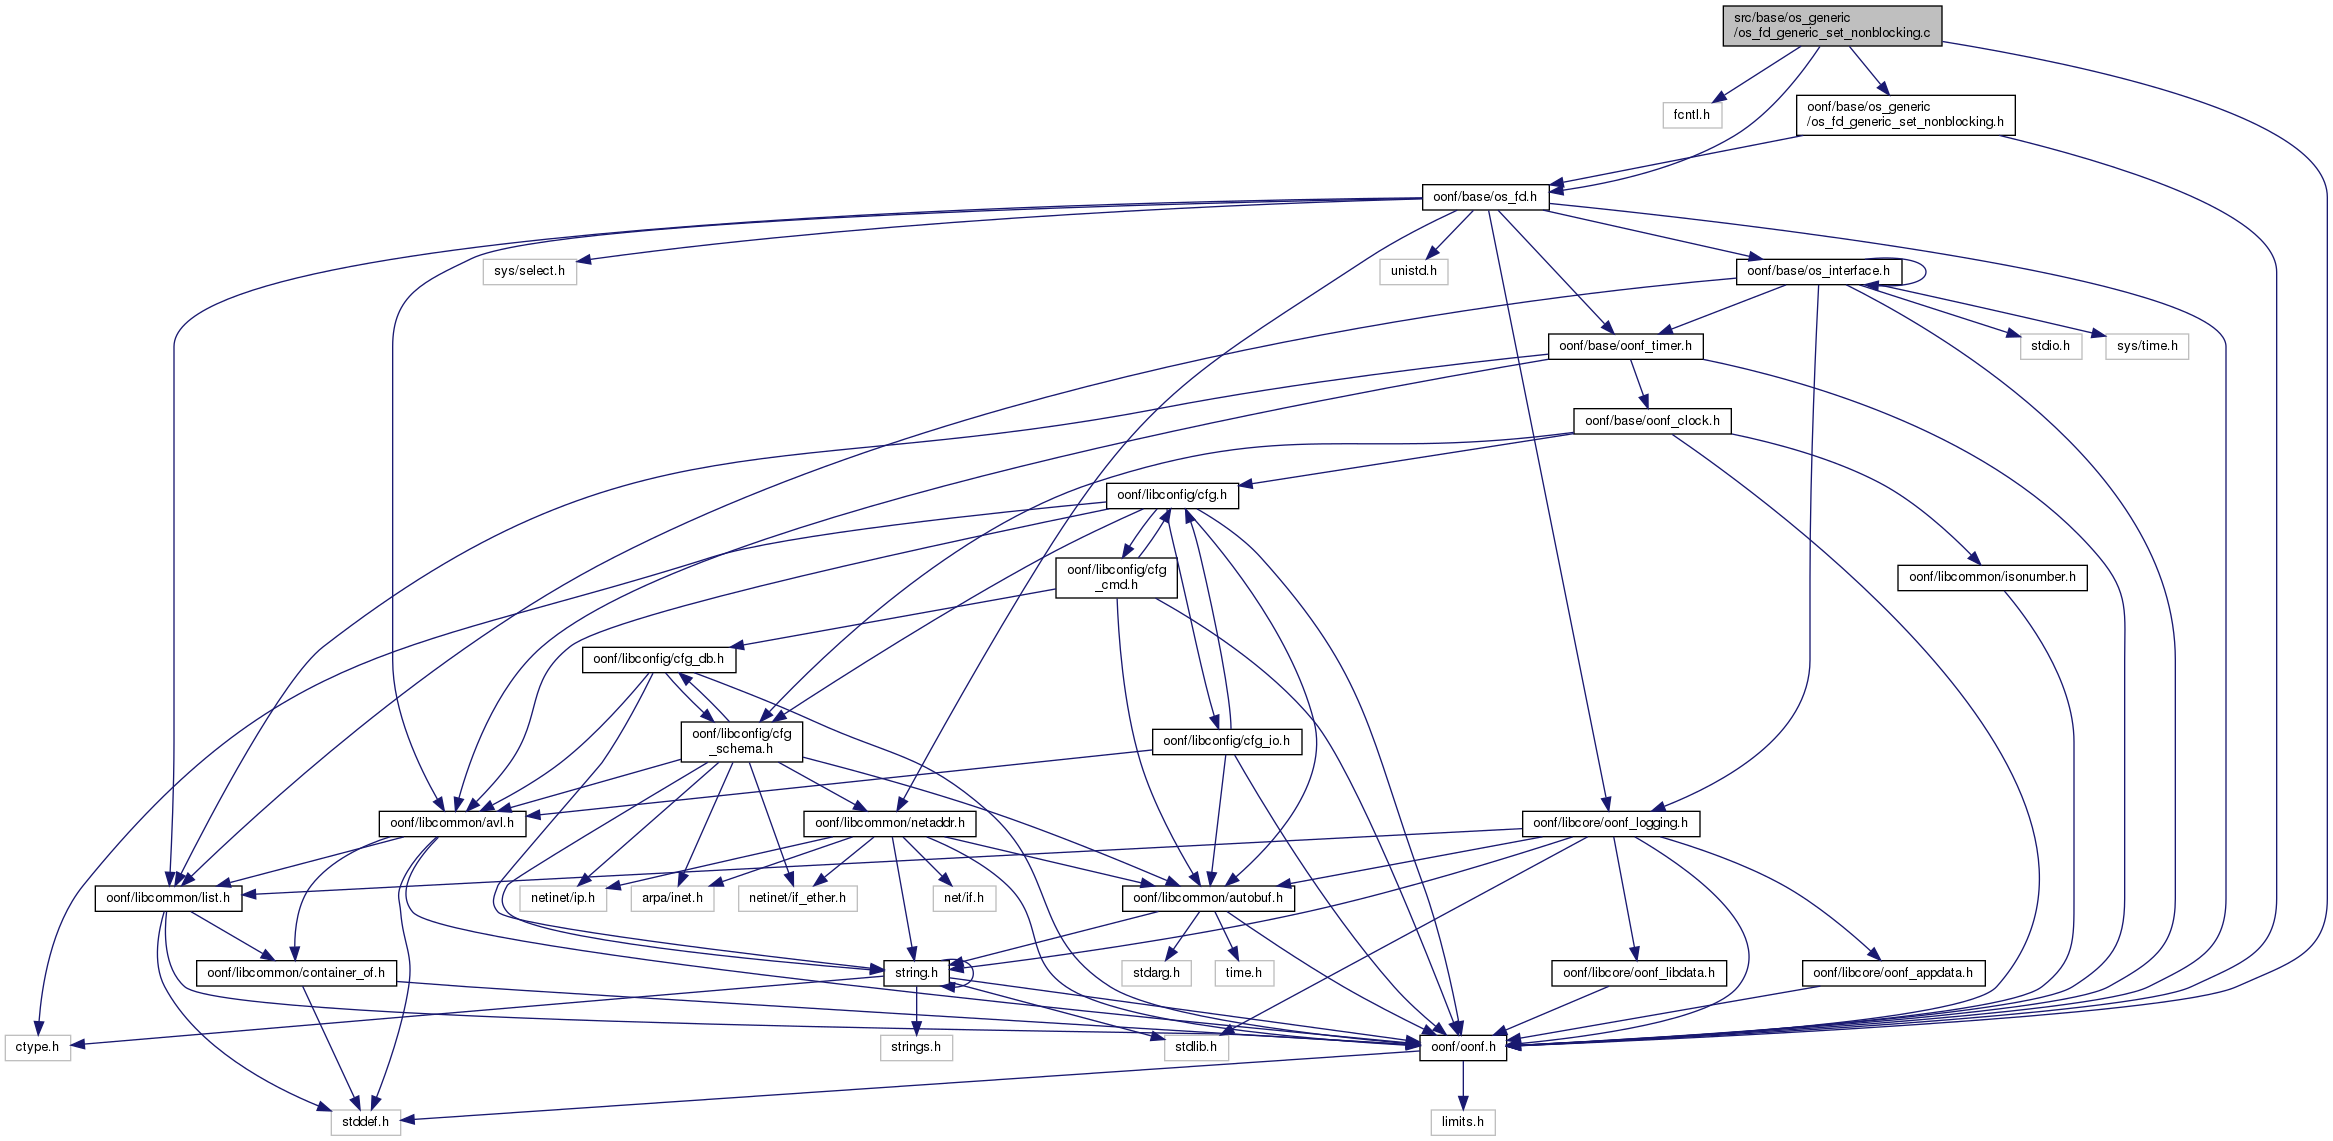 src/base/os_generic
/os_fd_generic_set_nonblocking.c
fcntl.h
oonf/base/os_generic
/os_fd_generic_set_nonblocking.h
oonf/base/os_fd.h
sys/select.h
unistd.h
oonf/base/os_interface.h
oonf/base/oonf_timer.h
stdio.h
sys/time.h
oonf/base/oonf_clock.h
oonf/libconfig/cfg.h
oonf/libconfig/cfg
_cmd.h
oonf/libcommon/isonumber.h
oonf/libconfig/cfg_db.h
oonf/libconfig/cfg
_schema.h
oonf/libconfig/cfg_io.h
oonf/libcommon/avl.h
oonf/libcommon/netaddr.h
oonf/libcore/oonf_logging.h
oonf/libcommon/list.h
netinet/ip.h
arpa/inet.h
netinet/if_ether.h
net/if.h
oonf/libcommon/autobuf.h
oonf/libcommon/container_of.h
string.h
stdarg.h
time.h
oonf/libcore/oonf_libdata.h
oonf/libcore/oonf_appdata.h
ctype.h
strings.h
stdlib.h
oonf/oonf.h
stddef.h
limits.h